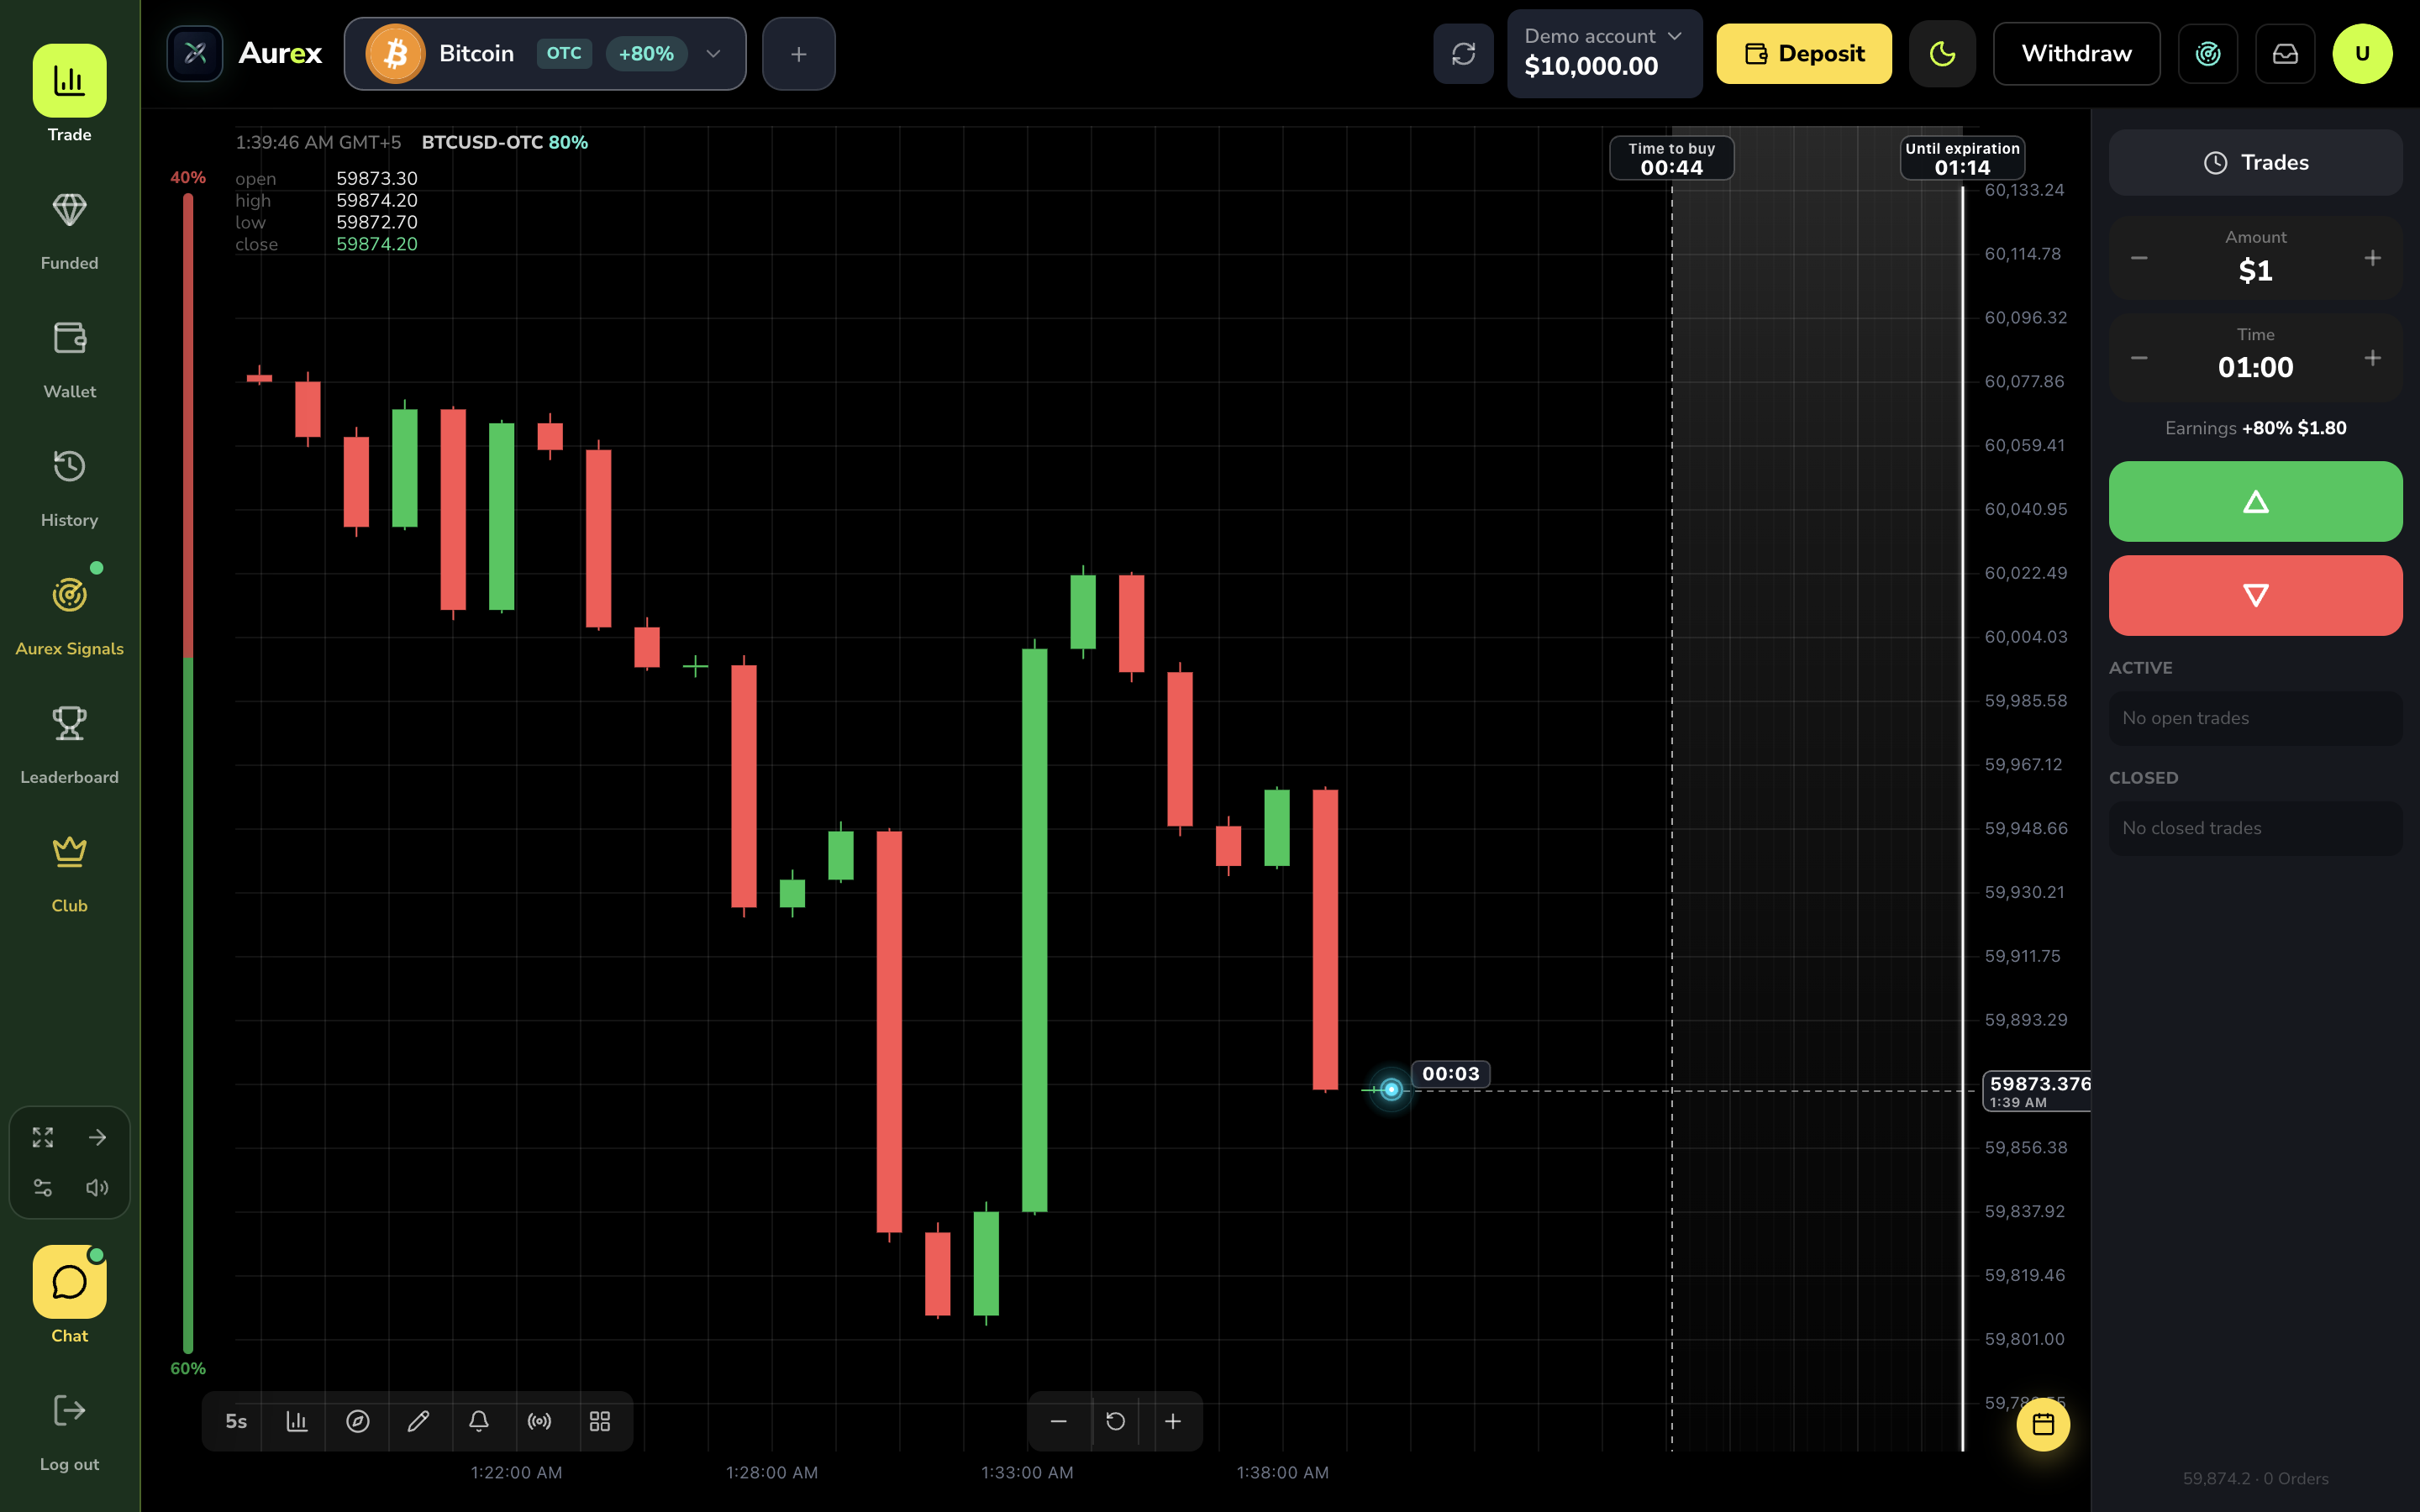 Trade
Funded
Wallet
History
Aurex Signals
Leaderboard
Club
Chat
Log out
Aurex
Bitcoin OTC +80%
Demo account
$10,000.00
Deposit
Withdraw
U
1:39:46 AM GMT+5 BTCUSD-OTC 80%
open 59873.30
high 59874.20
low 59872.70
close 59874.20
40%
60%
Time to buy
00:44
Until expiration
01:14
60,133.24
60,114.78
60,096.32
60,077.86
60,059.41
60,040.95
60,022.49
60,004.03
59,985.58
59,967.12
59,948.66
59,930.21
59,911.75
59,893.29
00:03
59873.376
1:39 AM
59,856.38
59,837.92
59,819.46
59,801.00
5s
1:22:00 AM
1:28:00 AM
1:33:00 AM
1:38:00 AM
Trades
Amount
$1
Time
01:00
Earnings +80% $1.80
ACTIVE
No open trades
CLOSED
No closed trades
59,874.2 · 0 Orders